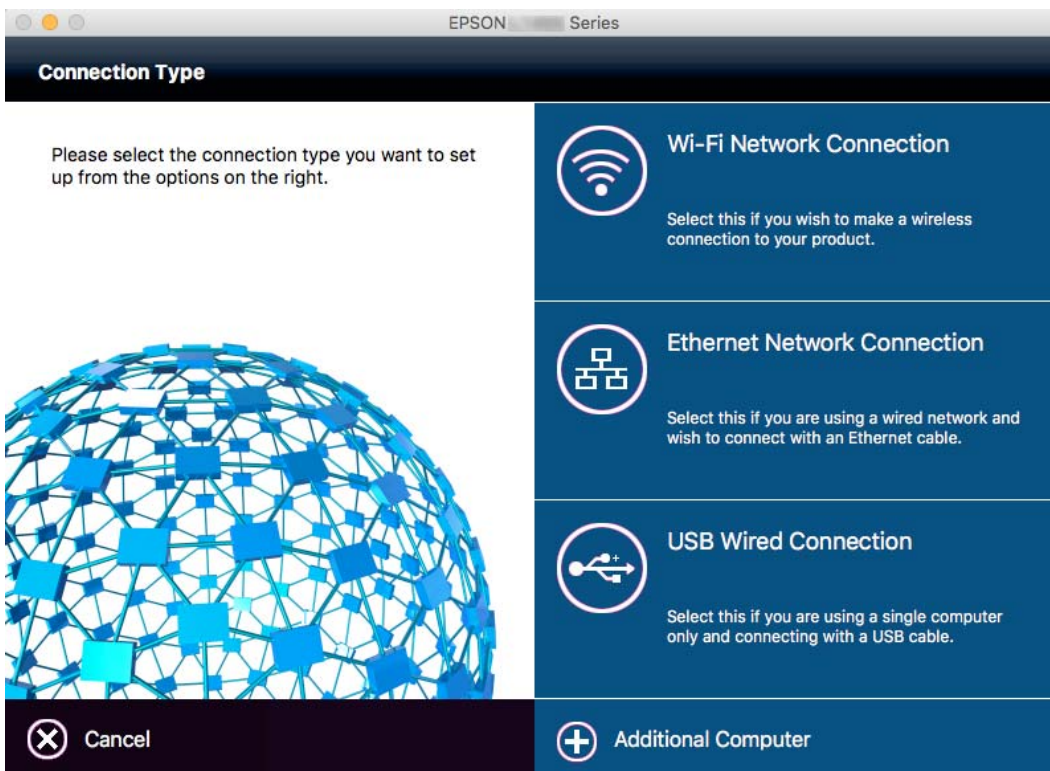 EPSON Series
Connection Type
Please select the connection type you want to set
up from the options on the right.
Wi-Fi Network Connection
Select this if you wish to make a wireless
connection to your product.
Ethernet Network Connection
Select this if you are using a wired network and
wish to connect with an Ethernet cable.
USB Wired Connection
Select this if you are using a single computer
only and connecting with a USB cable.
Cancel
Additional Computer